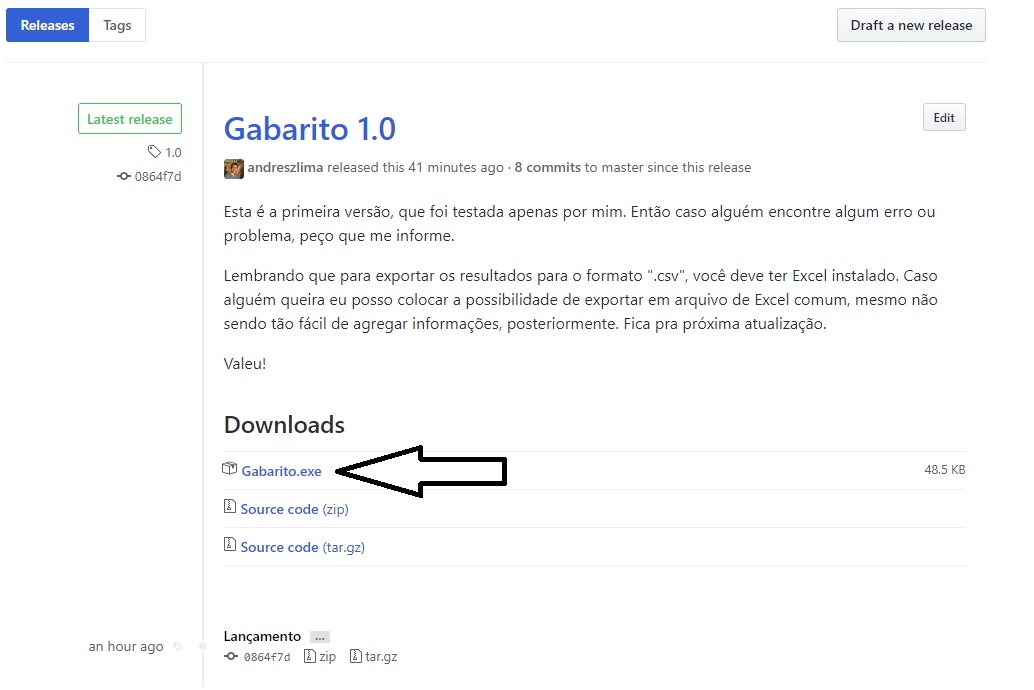 Releases Tags Draft a new release
Latest release
1.0
0864f7d
Gabarito 1.0 Edit
andreszlima released this 41 minutes ago · 8 commits to master since this release
Esta é a primeira versão, que foi testada apenas por mim. Então caso alguém encontre algum erro ou
problema, peço que me informe.
Lembrando que para exportar os resultados para o formato ".csv", você deve ter Excel instalado. Caso
alguém queira eu posso colocar a possibilidade de exportar em arquivo de Excel comum, mesmo não
sendo tão fácil de agregar informações, posteriormente. Fica pra próxima atualização.
Valeu!
Downloads
Gabarito.exe 48.5 KB
Source code (zip)
Source code (tar.gz)
an hour ago
Lançamento ...
0864f7d zip tar.gz